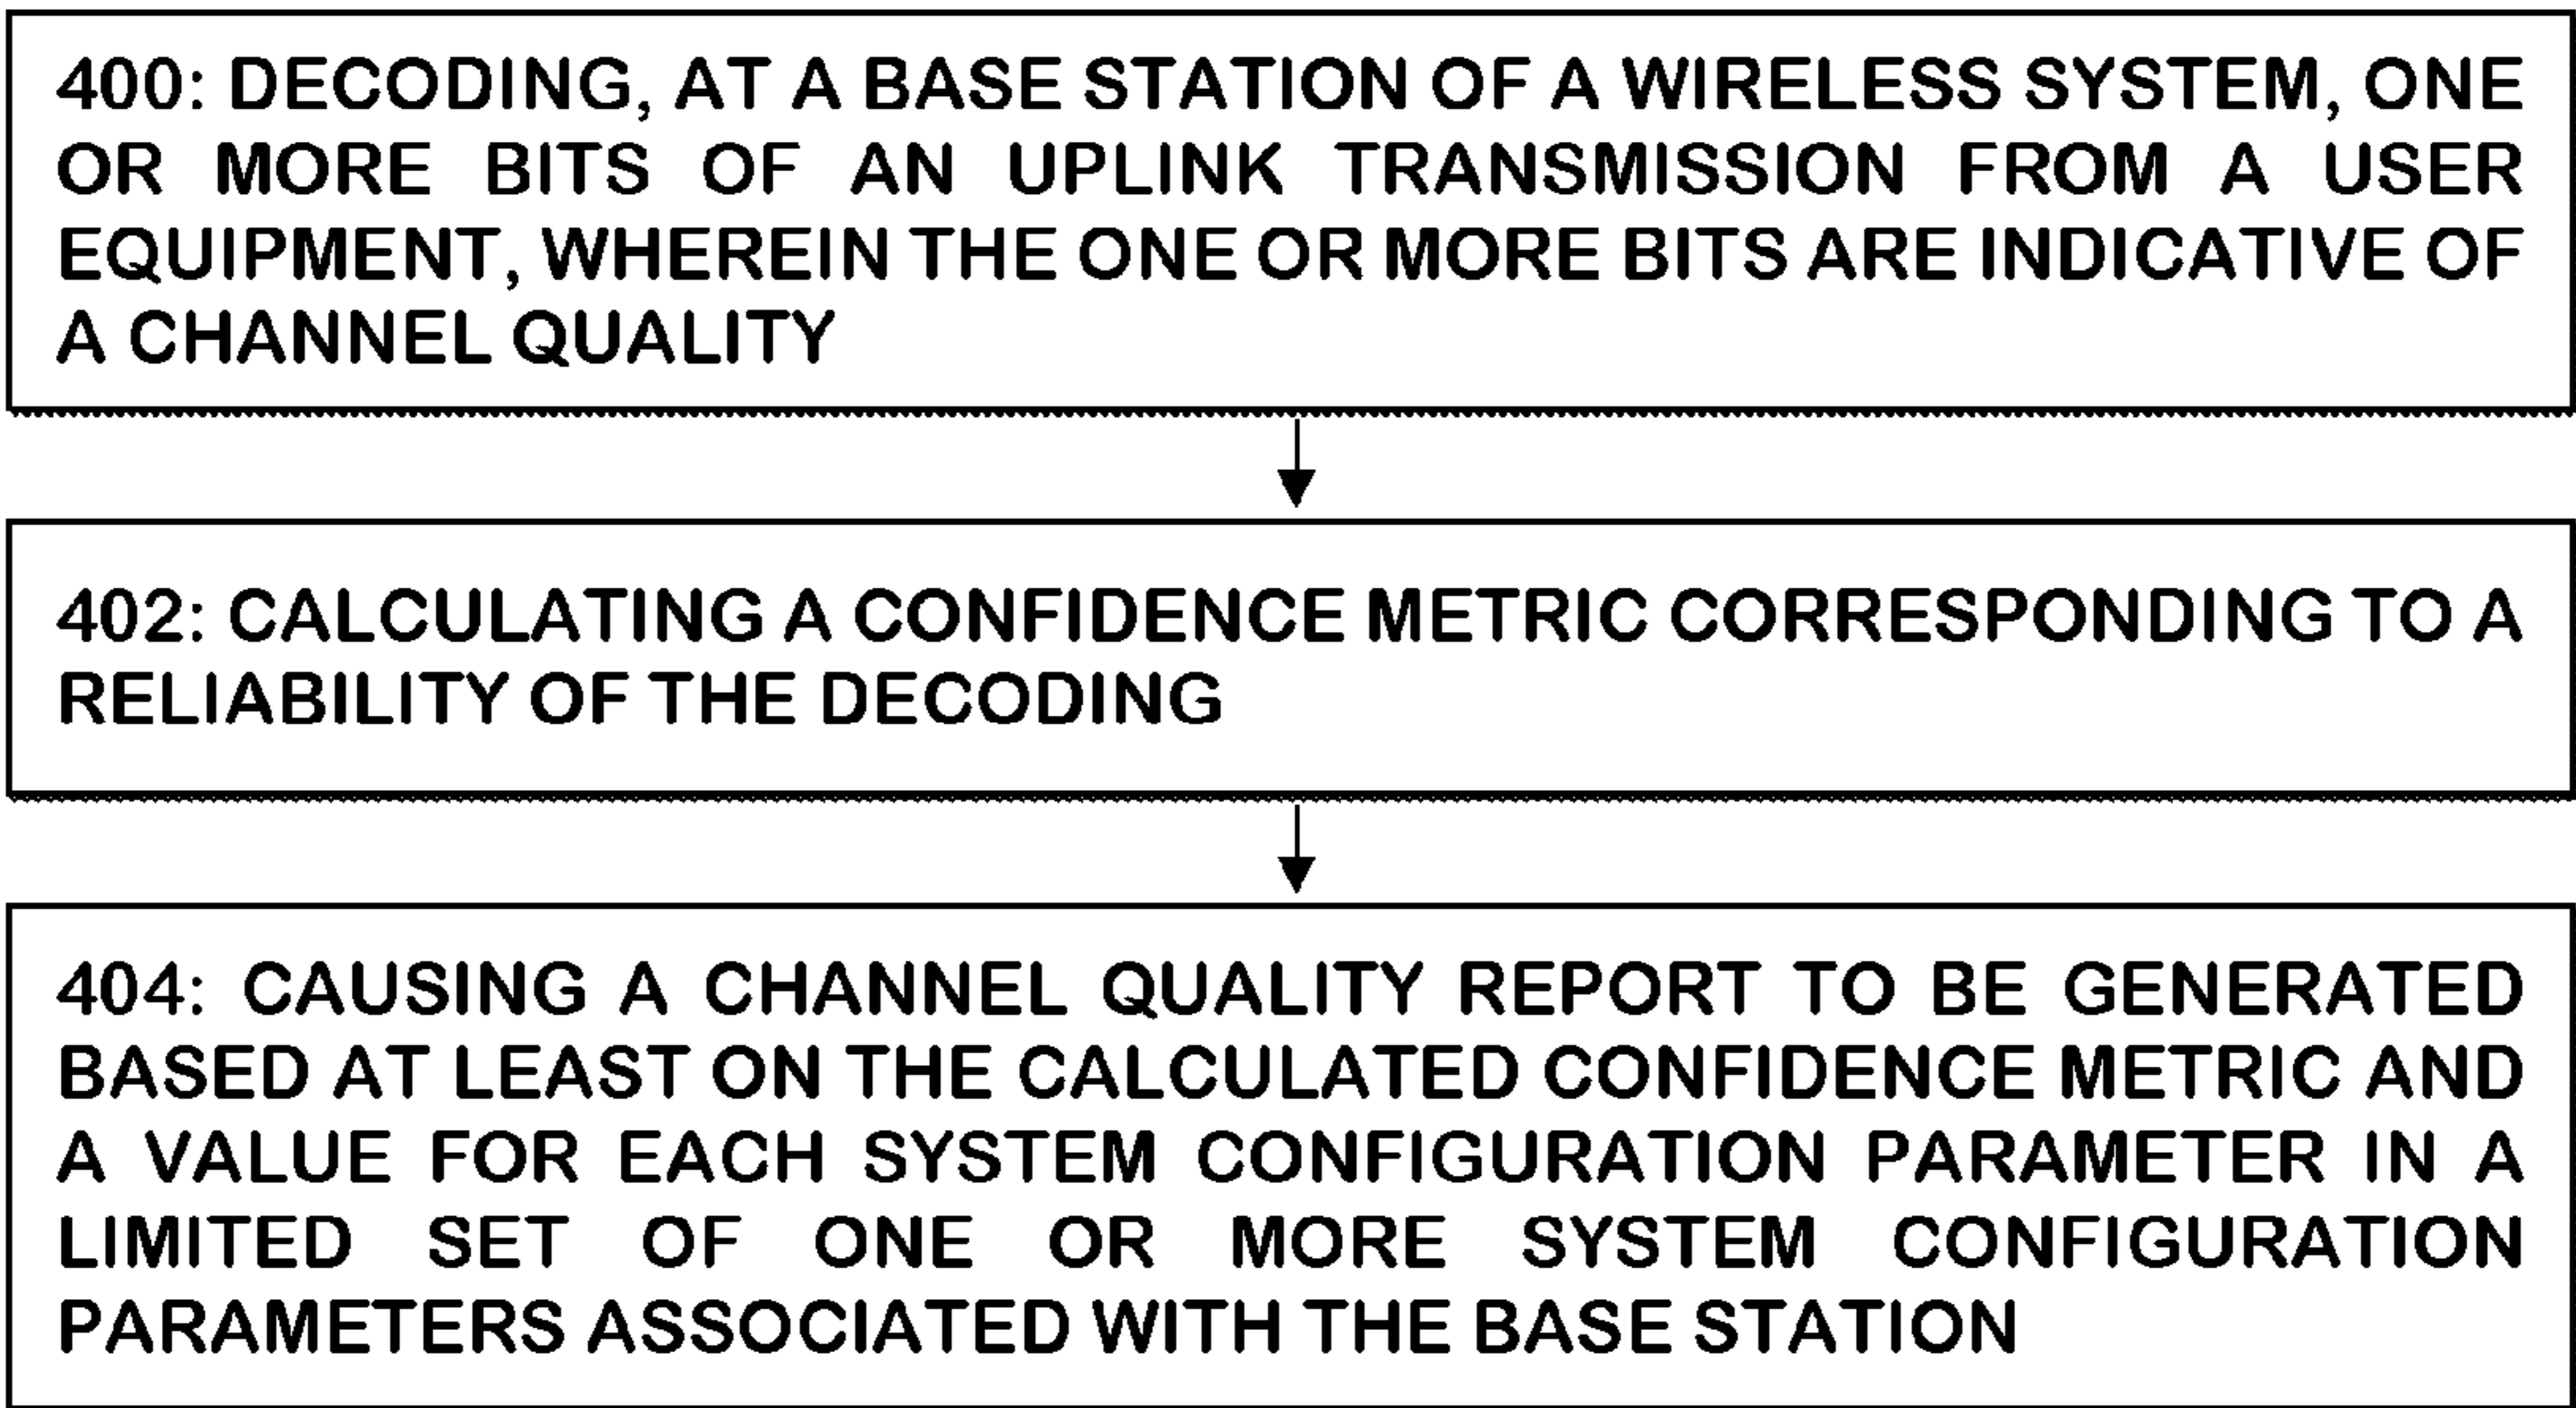 400: DECODING, AT A BASE STATION OF A WIRELESS SYSTEM, ONE
OR MORE BITS OF AN UPLINK TRANSMISSION FROM A USER
EQUIPMENT, WHEREIN THE ONE OR MORE BITS ARE INDICATIVE OF
A CHANNEL QUALITY
402: CALCULATING A CONFIDENCE METRIC CORRESPONDING TO A
RELIABILITY OF THE DECODING
404: CAUSING A CHANNEL QUALITY REPORT TO BE GENERATED
BASED AT LEAST ON THE CALCULATED CONFIDENCE METRIC AND
A VALUE FOR EACH SYSTEM CONFIGURATION PARAMETER IN A
LIMITED SET OF ONE OR MORE SYSTEM CONFIGURATION
PARAMETERS ASSOCIATED WITH THE BASE STATION